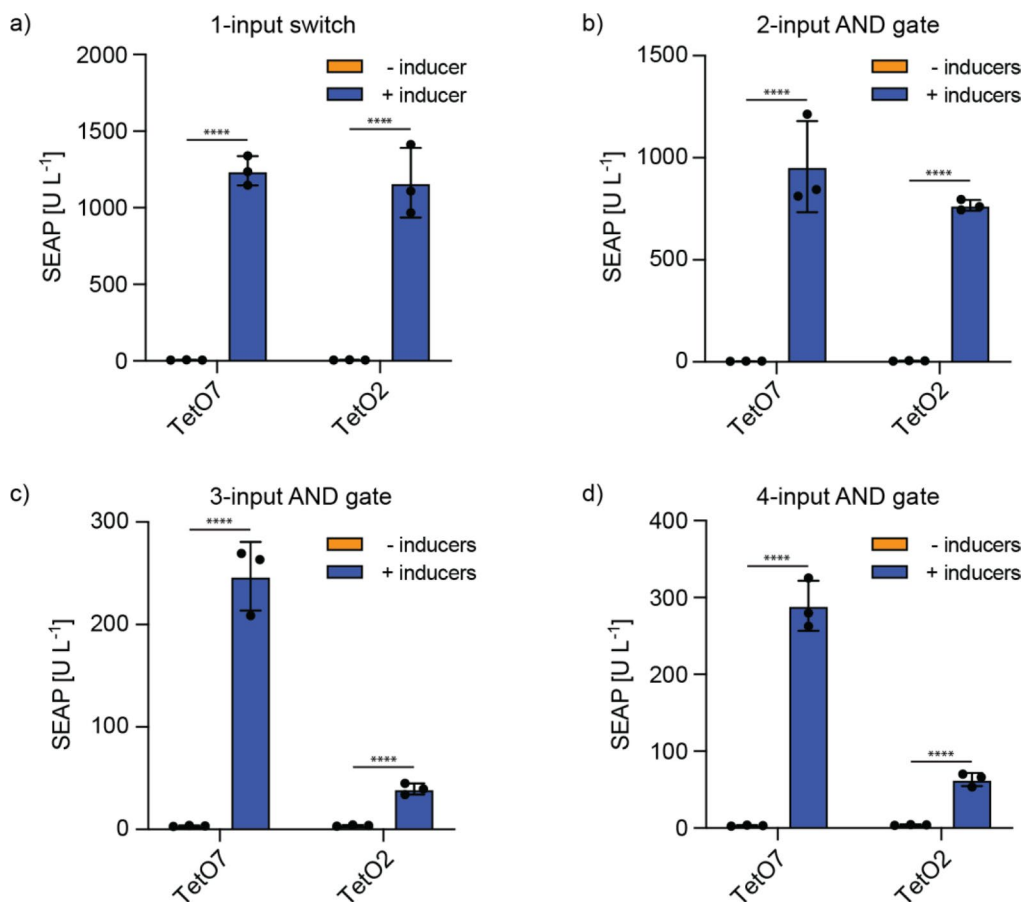 a) 1-input switch
2000
1500
1000
500
0
SEAP [U L⁻¹]
- inducer
+ inducer
****
****
TetO7
TetO2
b) 2-input AND gate
1500
1000
500
0
SEAP [U L⁻¹]
- inducers
+ inducers
****
****
TetO7
TetO2
c) 3-input AND gate
300
200
100
0
SEAP [U L⁻¹]
- inducers
+ inducers
****
****
TetO7
TetO2
d) 4-input AND gate
400
300
200
100
0
SEAP [U L⁻¹]
- inducers
+ inducers
****
****
TetO7
TetO2